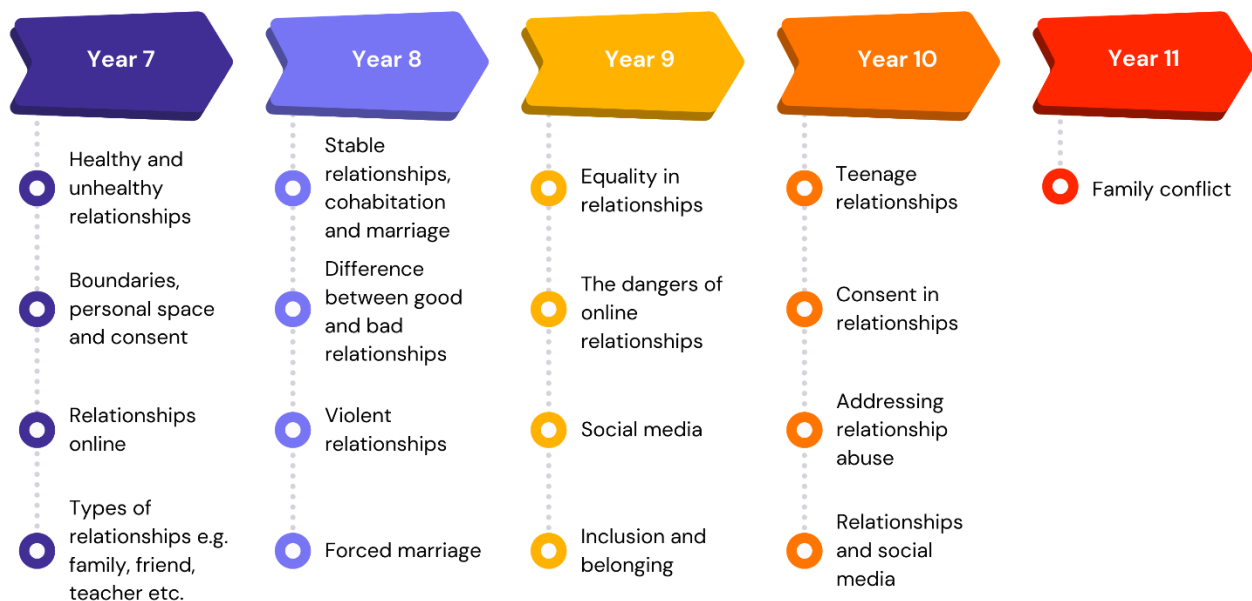 Year 7
Healthy and
unhealthy
relationships
Boundaries,
personal space
and consent
Relationships
online
Types of
relationships e.g.
family, friend,
teacher etc.
Year 8
Stable
relationships,
cohabitation
and marriage
Difference
between good
and bad
relationships
Violent
relationships
Forced marriage
Year 9
Equality in
relationships
The dangers of
online
relationships
Social media
Inclusion and
belonging
Year 10
Teenage
relationships
Consent in
relationships
Addressing
relationship
abuse
Relationships
and social
media
Year 11
Family conflict